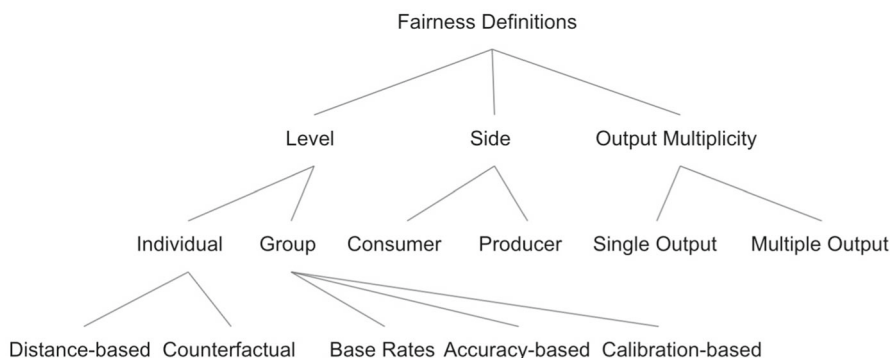 Fairness Definitions
Level Side Output Multiplicity
Individual Group Consumer Producer Single Output Multiple Output
Distance-based Counterfactual Base Rates Accuracy-based Calibration-based